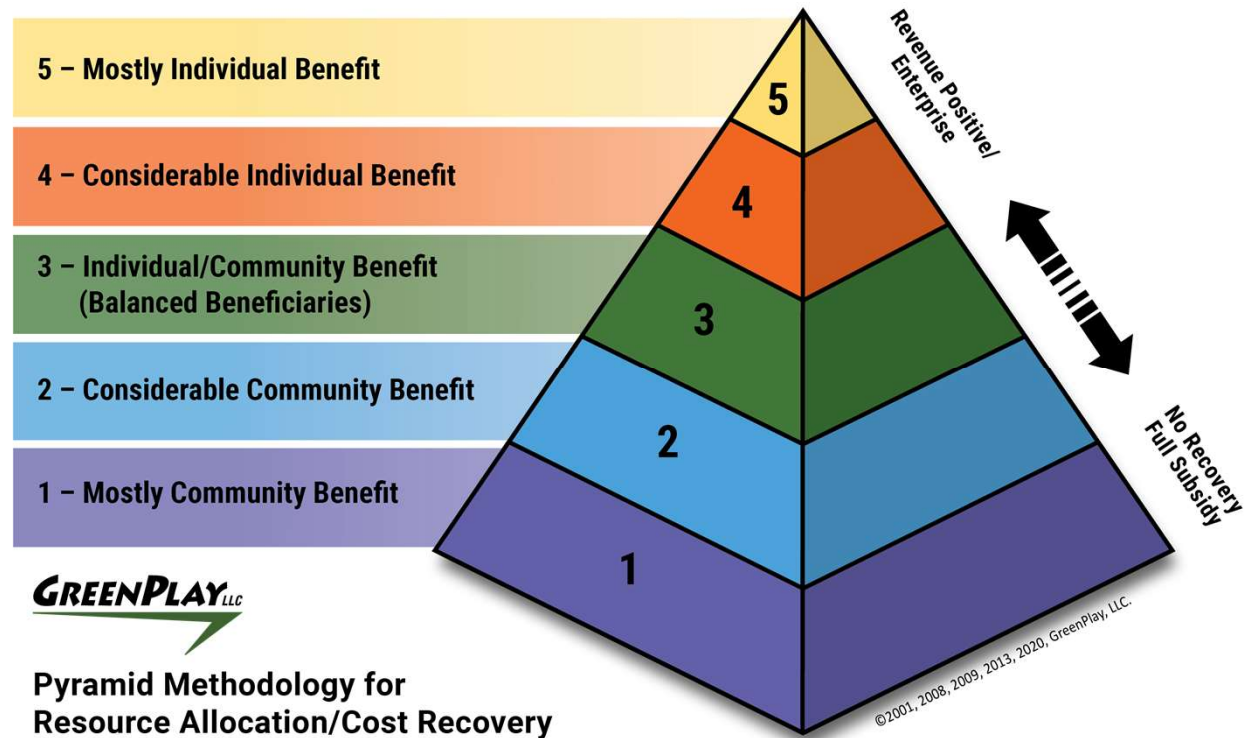 5 – Mostly Individual Benefit
4 – Considerable Individual Benefit
3 – Individual/Community Benefit
(Balanced Beneficiaries)
2 – Considerable Community Benefit
1 – Mostly Community Benefit
5
4
3
2
1
Revenue Positive/
Enterprise
No Recovery
Full Subsidy
©2001, 2008, 2009, 2013, 2020, GreenPlay, LLC.
GREENPLAY LLC
Pyramid Methodology for
Resource Allocation/Cost Recovery